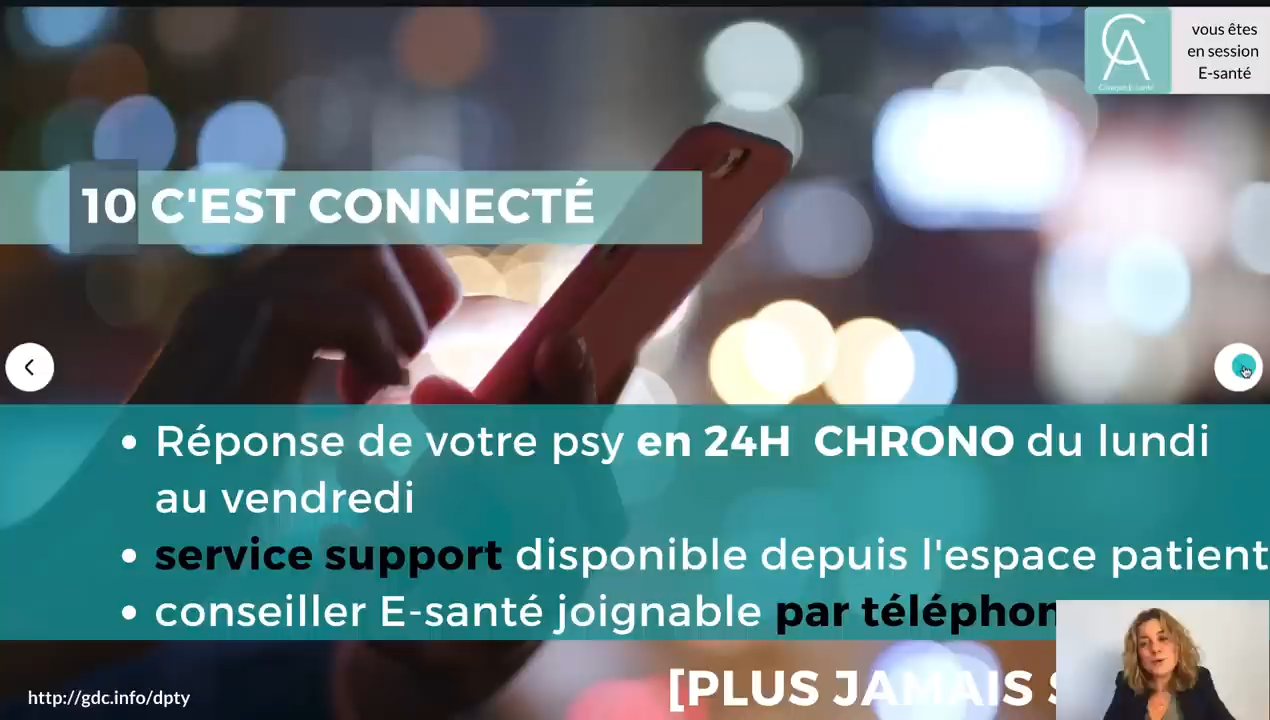 vous êtes
en session
E-santé
CA
10 C'EST CONNECTÉ
• Réponse de votre psy en 24H CHRONO du lundi
au vendredi
• service support disponible depuis l'espace patient
• conseiller E-santé joignable par téléphon
[PLUS JAMAIS
http://gdc.info/dpty